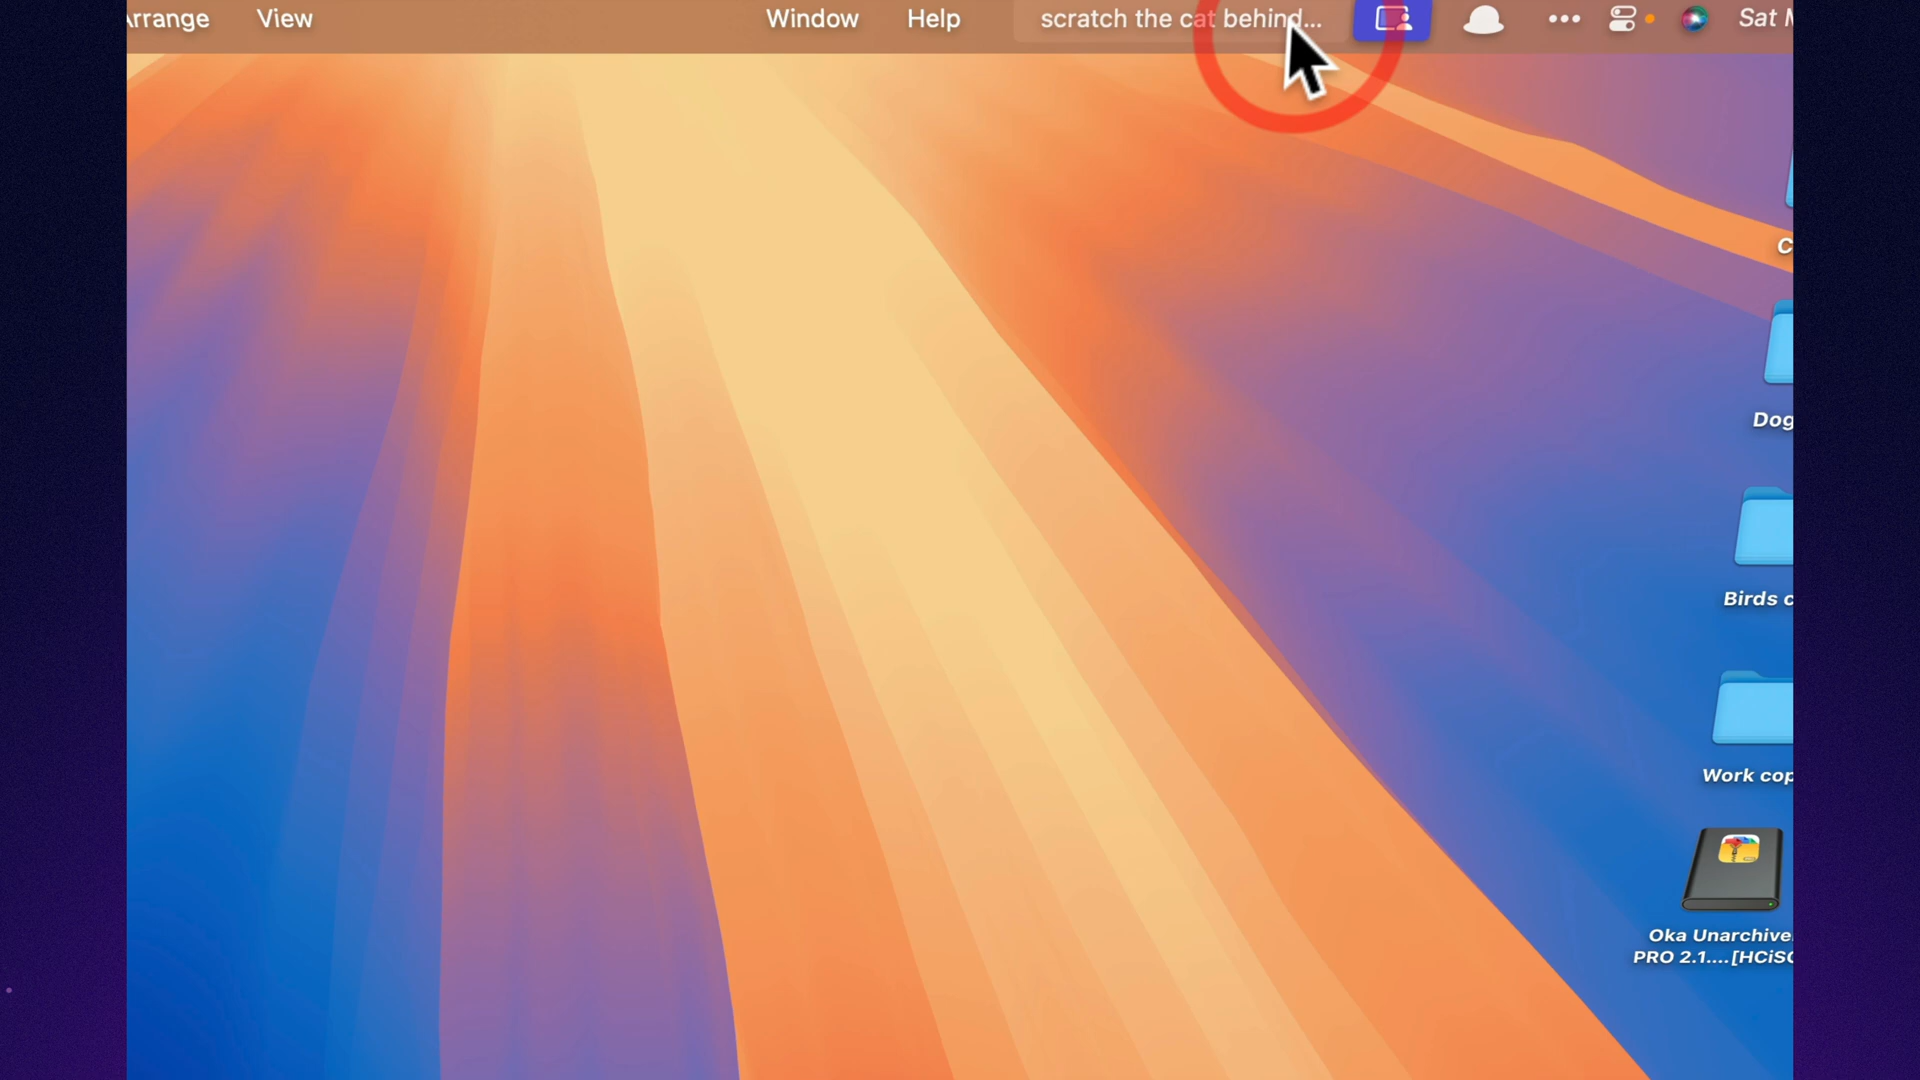 Arrange View Window Help scratch the cat behind... Sat
Dog
Birds
Work cop
Oka Unarchive
PRO 2.1....[HCiSO